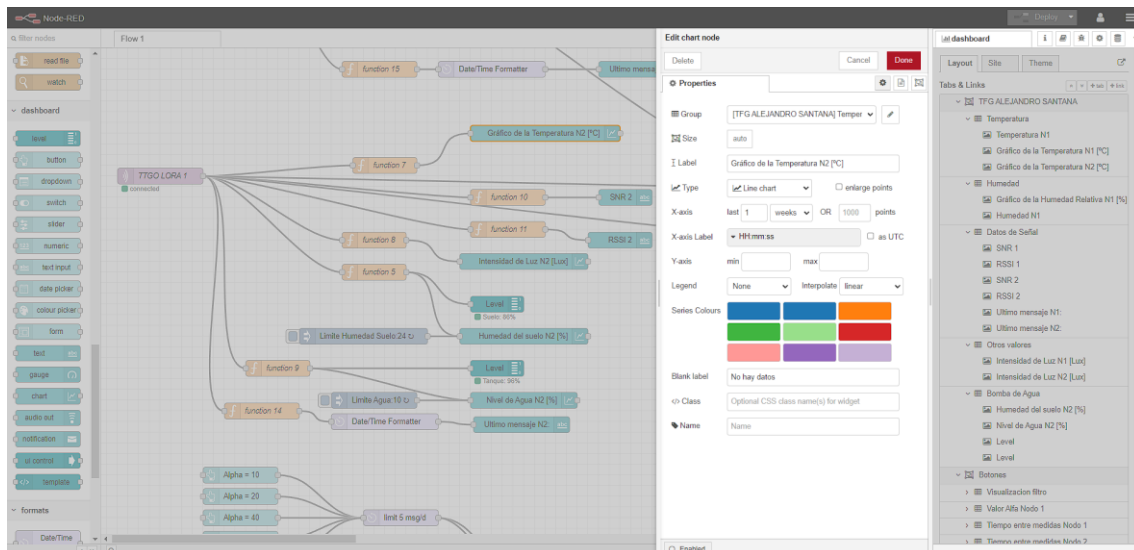 Node-RED
Deploy
filter nodes
read file
watch
dashboard
level
button
dropdown
switch
slider
numeric
text input
date picker
colour picker
form
text
gauge
chart
audio out
notification
ui control
template
formats
Date/Time
Flow 1
function 15
Date/Time Formatter
Ultimo mensa
Gráfico de la Temperatura N2 [ºC]
function 7
TTGO LORA 1
connected
function 10
SNR 2
function 11
RSSI 2
function 8
Intensidad de Luz N2 [Lux]
function 5
Level
Suelo: 80%
Limite Humedad Suelo:24
Humedad del suelo N2 [%]
function 9
Level
Tanque: 96%
Limite Agua:10
Nivel de Agua N2 [%]
function 14
Date/Time Formatter
Ultimo mensaje N2:
Alpha = 10
Alpha = 20
Alpha = 40
limit 5 msg/d
Edit chart node
Delete
Cancel
Done
Properties
Group
[TFG ALEJANDRO SANTANA] Temper
Size
auto
Label
Gráfico de la Temperatura N2 [ºC]
Type
Line chart
enlarge points
X-axis
last 1 weeks OR 1000 points
X-axis Label
HH:mm:ss
as UTC
Y-axis
min
max
Legend
None
Interpolate
linear
Series Colours
Blank label
No hay datos
</> Class
Optional CSS class name(s) for widget
Name
Name
Enabled
dashboard
Layout
Site
Theme
Tabs & Links
+ tab
+ link
TFG ALEJANDRO SANTANA
Temperatura
Temperatura N1
Gráfico de la Temperatura N1 [ºC]
Gráfico de la Temperatura N2 [ºC]
Humedad
Gráfico de la Humedad Relativa N1 [%]
Humedad N1
Datos de Señal
SNR 1
RSSI 1
SNR 2
RSSI 2
Ultimo mensaje N1:
Ultimo mensaje N2:
Otros valores
Intensidad de Luz N1 [Lux]
Intensidad de Luz N2 [Lux]
Bomba de Agua
Humedad del suelo N2 [%]
Nivel de Agua N2 [%]
Level
Level
Botones
Visualizacion filtro
Valor Alfa Nodo 1
Tiempo entre medidas Nodo 1
Tiempo entre medidas Nodo 2